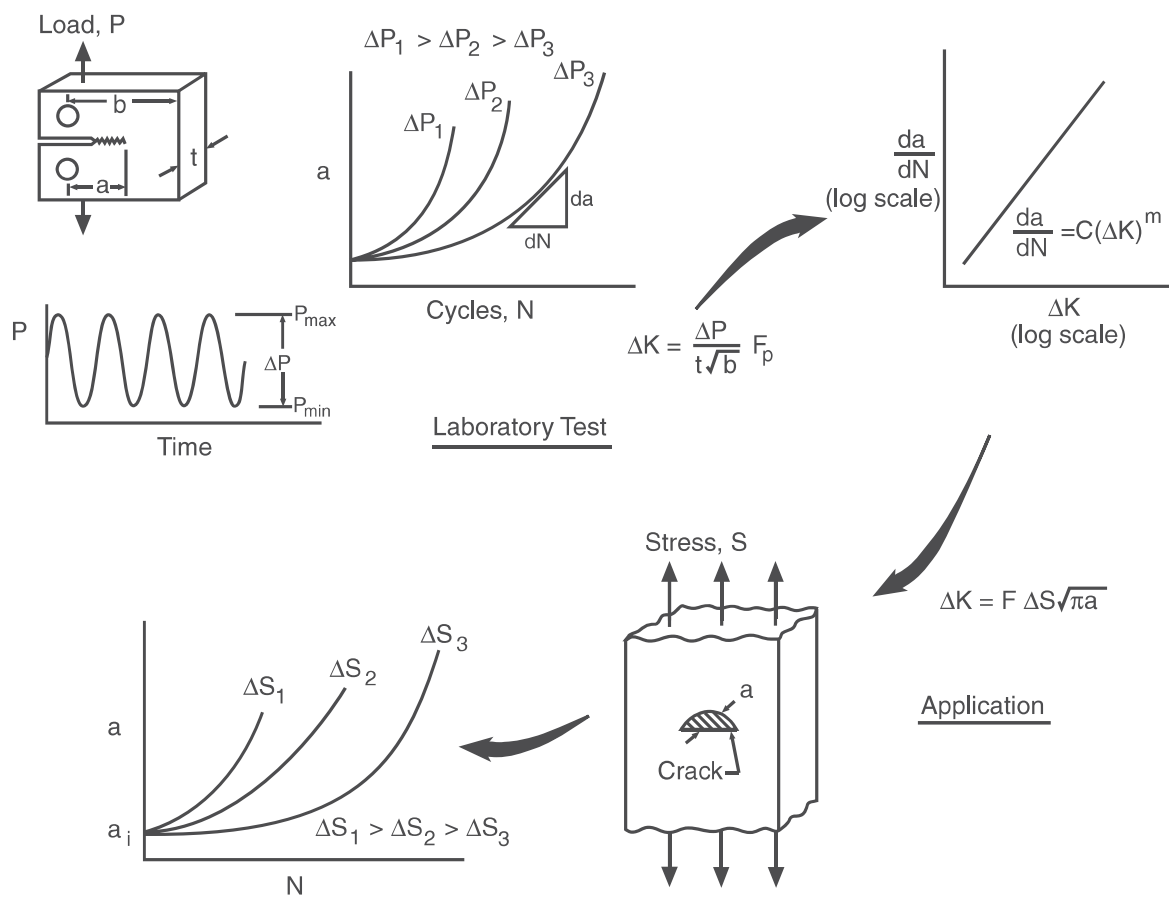 Load, P
b
t
a
ΔP₁ > ΔP₂ > ΔP₃
ΔP₁
ΔP₂
ΔP₃
a
da
dN
Cycles, N
P
Pmax
ΔP
Pmin
Time
ΔK = ΔP / t√b Fp
da/dN
(log scale)
da/dN =C(ΔK)^m
ΔK
(log scale)
Laboratory Test
Stress, S
a
Crack
ΔK = F ΔS√πa
Application
a
aᵢ
ΔS₁
ΔS₂
ΔS₃
ΔS₁ > ΔS₂ > ΔS₃
N